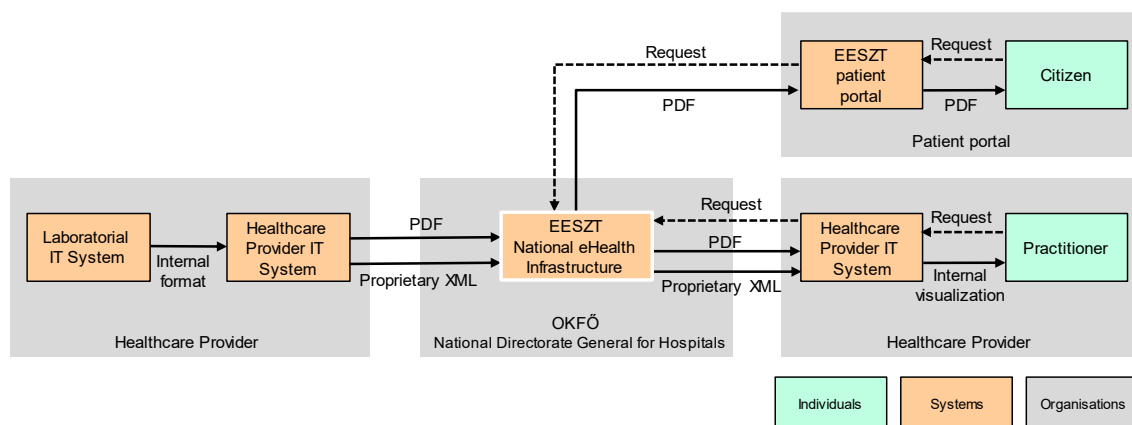 Request
EESZT
patient
portal
Request
Citizen
PDF
PDF
Patient portal
Laboratorial
IT System
Internal
format
Healthcare
Provider IT
System
PDF
Proprietary XML
Healthcare Provider
EESZT
National eHealth
Infrastructure
OKFŐ
National Directorate General for Hospitals
Request
PDF
Proprietary XML
Healthcare
Provider IT
System
Request
Internal
visualization
Practitioner
Healthcare Provider
Individuals
Systems
Organisations